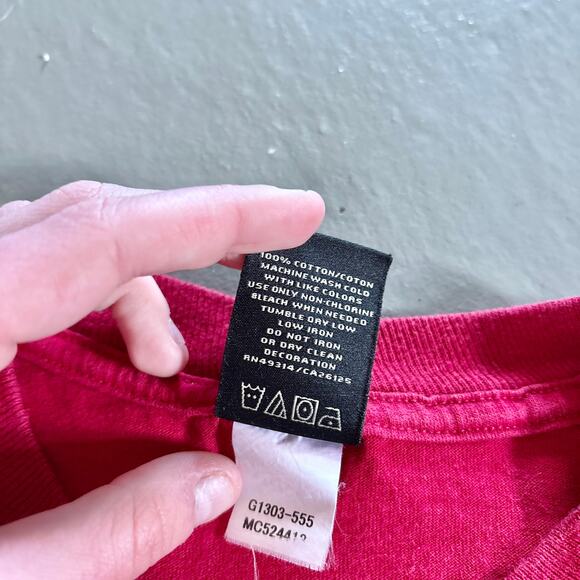 100% COTTON/COTON
MACHINE WASH COLD
WITH LIKE COLORS
USE ONLY NON-CHLORINE
BLEACH WHEN NEEDED
TUMBLE DRY LOW
LOW IRON
DO NOT IRON
OR DRY CLEAN
DECORATION
RN49314/CA26125
G1303-555
MC524412